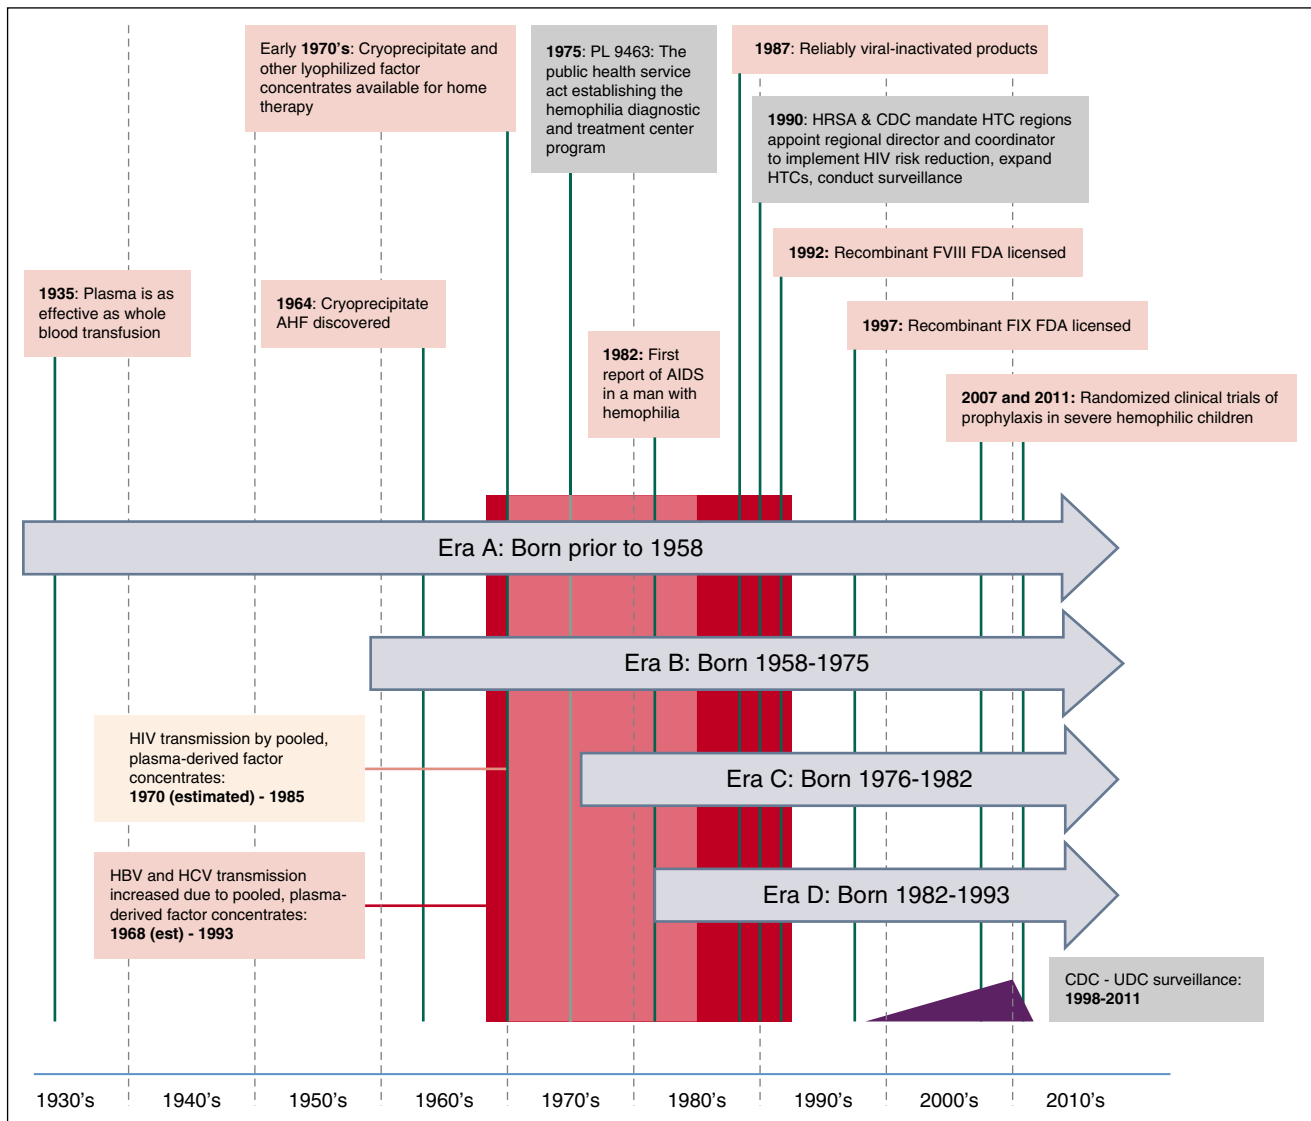 Early 1970's: Cryoprecipitate and
other lyophilized factor
concentrates available for home
therapy
1975: PL 9463: The
public health service
act establishing the
hemophilia diagnostic
and treatment center
program
1987: Reliably viral-inactivated products
1990: HRSA & CDC mandate HTC regions
appoint regional director and coordinator
to implement HIV risk reduction, expand
HTCs, conduct surveillance
1992: Recombinant FVIII FDA licensed
1935: Plasma is as
effective as whole
blood transfusion
1964: Cryoprecipitate
AHF discovered
1997: Recombinant FIX FDA licensed
1982: First
report of AIDS
in a man with
hemophilia
2007 and 2011: Randomized clinical trials of
prophylaxis in severe hemophilic children
Era A: Born prior to 1958
Era B: Born 1958-1975
HIV transmission by pooled,
plasma-derived factor
concentrates:
1970 (estimated) - 1985
Era C: Born 1976-1982
HBV and HCV transmission
increased due to pooled, plasma-
derived factor concentrates:
1968 (est) - 1993
Era D: Born 1982-1993
CDC - UDC surveillance:
1998-2011
1930's 1940's 1950's 1960's 1970's 1980's 1990's 2000's 2010's